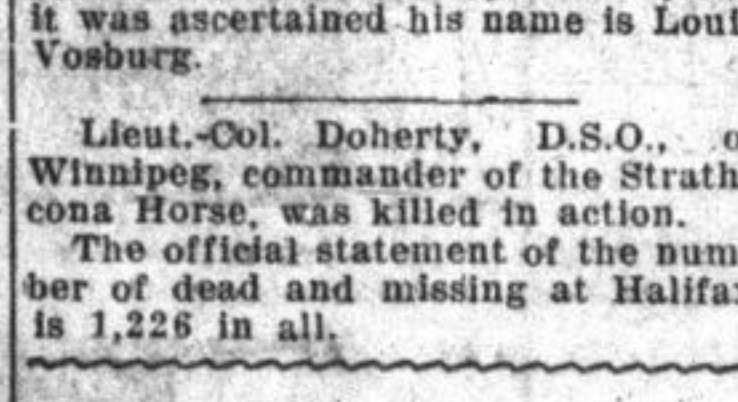 it was ascertained his name is Loui
Vosburg.
Lieut.-Col. Doherty, D.S.O., o
Winnipeg, commander of the Strath
cona Horse, was killed in action.
The official statement of the num
ber of dead and missing at Halifax
is 1,226 in all.